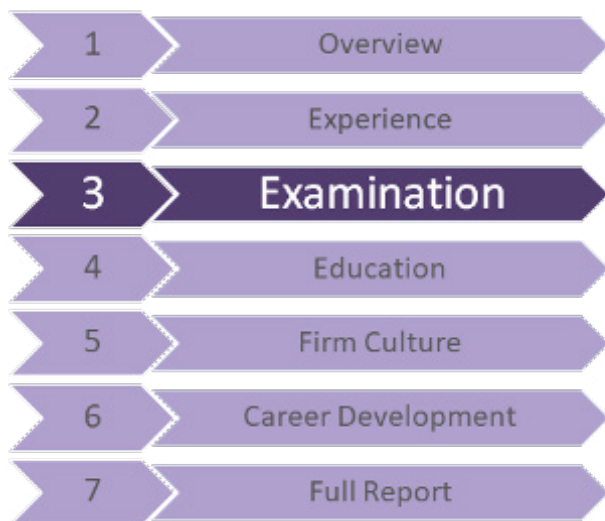 1 Overview
2 Experience
3 Examination
4 Education
5 Firm Culture
6 Career Development
7 Full Report